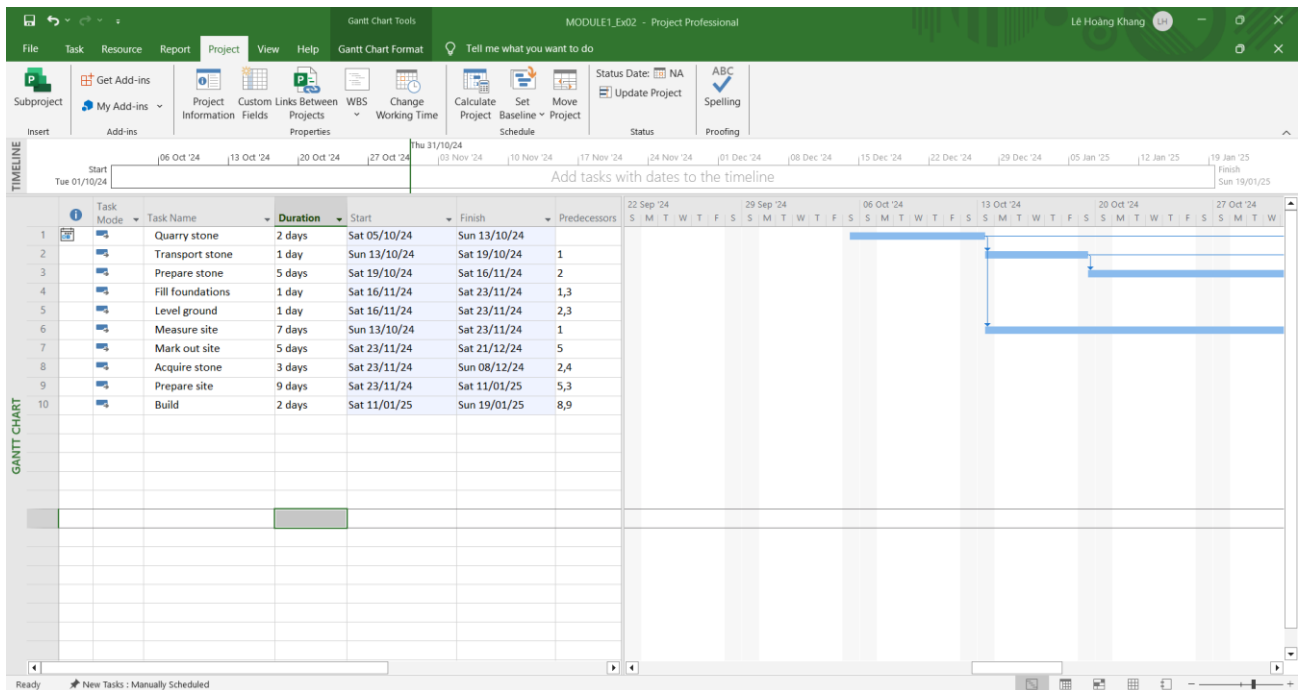 Gantt Chart Tools MODULE1_Ex02 - Project Professional Lê Hoàng Khang LH
File Task Resource Report Project View Help Gantt Chart Format Tell me what you want to do
Subproject
Insert
Get Add-ins
My Add-ins
Add-ins
Project Information
Custom Fields
Links Between Projects
WBS
Change Working Time
Properties
Calculate Project
Set Baseline
Move Project
Schedule
Status Date: NA
Update Project
Status
ABC
Spelling
Proofing
TIMELINE
Thu 31/10/24
06 Oct '24 13 Oct '24 20 Oct '24 27 Oct '24 03 Nov '24 10 Nov '24 17 Nov '24 24 Nov '24 01 Dec '24 08 Dec '24 15 Dec '24 22 Dec '24 29 Dec '24 05 Jan '25 12 Jan '25 19 Jan '25
Start
Tue 01/10/24
Add tasks with dates to the timeline
Finish
Sun 19/01/25
GANTT CHART
Task Mode Task Name Duration Start Finish Predecessors
1 Quarry stone 2 days Sat 05/10/24 Sun 13/10/24
2 Transport stone 1 day Sun 13/10/24 Sat 19/10/24 1
3 Prepare stone 5 days Sat 19/10/24 Sat 16/11/24 2
4 Fill foundations 1 day Sat 16/11/24 Sat 23/11/24 1,3
5 Level ground 1 day Sat 16/11/24 Sat 23/11/24 2,3
6 Measure site 7 days Sun 13/10/24 Sat 23/11/24 1
7 Mark out site 5 days Sat 23/11/24 Sat 21/12/24 5
8 Acquire stone 3 days Sat 23/11/24 Sun 08/12/24 2,4
9 Prepare site 9 days Sat 23/11/24 Sat 11/01/25 5,3
10 Build 2 days Sat 11/01/25 Sun 19/01/25 8,9
22 Sep '24 29 Sep '24 06 Oct '24 13 Oct '24 20 Oct '24 27 Oct '24
S M T W T F S S M T W T F S S M T W T F S S M T W T F S S M T W T F S S M T W
Ready New Tasks : Manually Scheduled